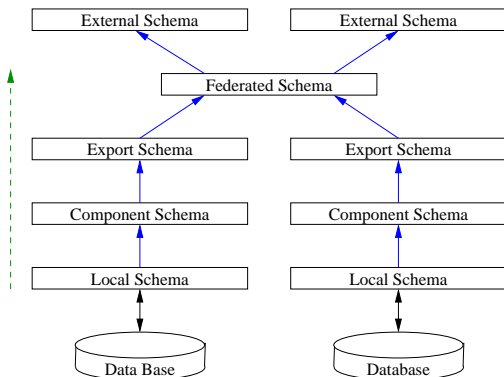 External Schema
External Schema
Federated Schema
Export Schema
Export Schema
Component Schema
Component Schema
Local Schema
Local Schema
Data Base
Database